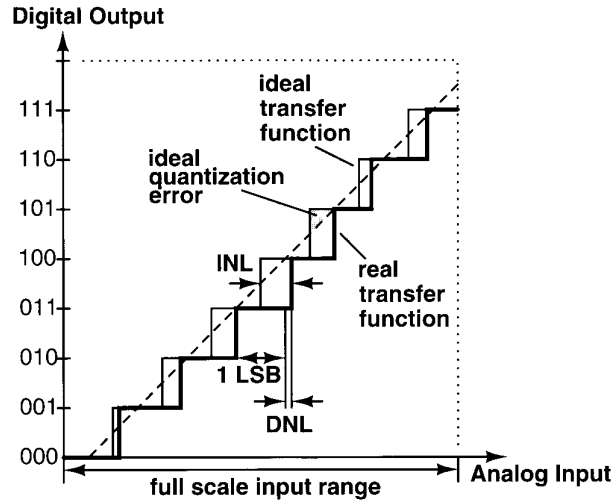 Digital Output
111
110
101
100
011
010
001
000
ideal
transfer
function
ideal
quantization
error
INL
real
transfer
function
1 LSB
DNL
Analog Input
full scale input range